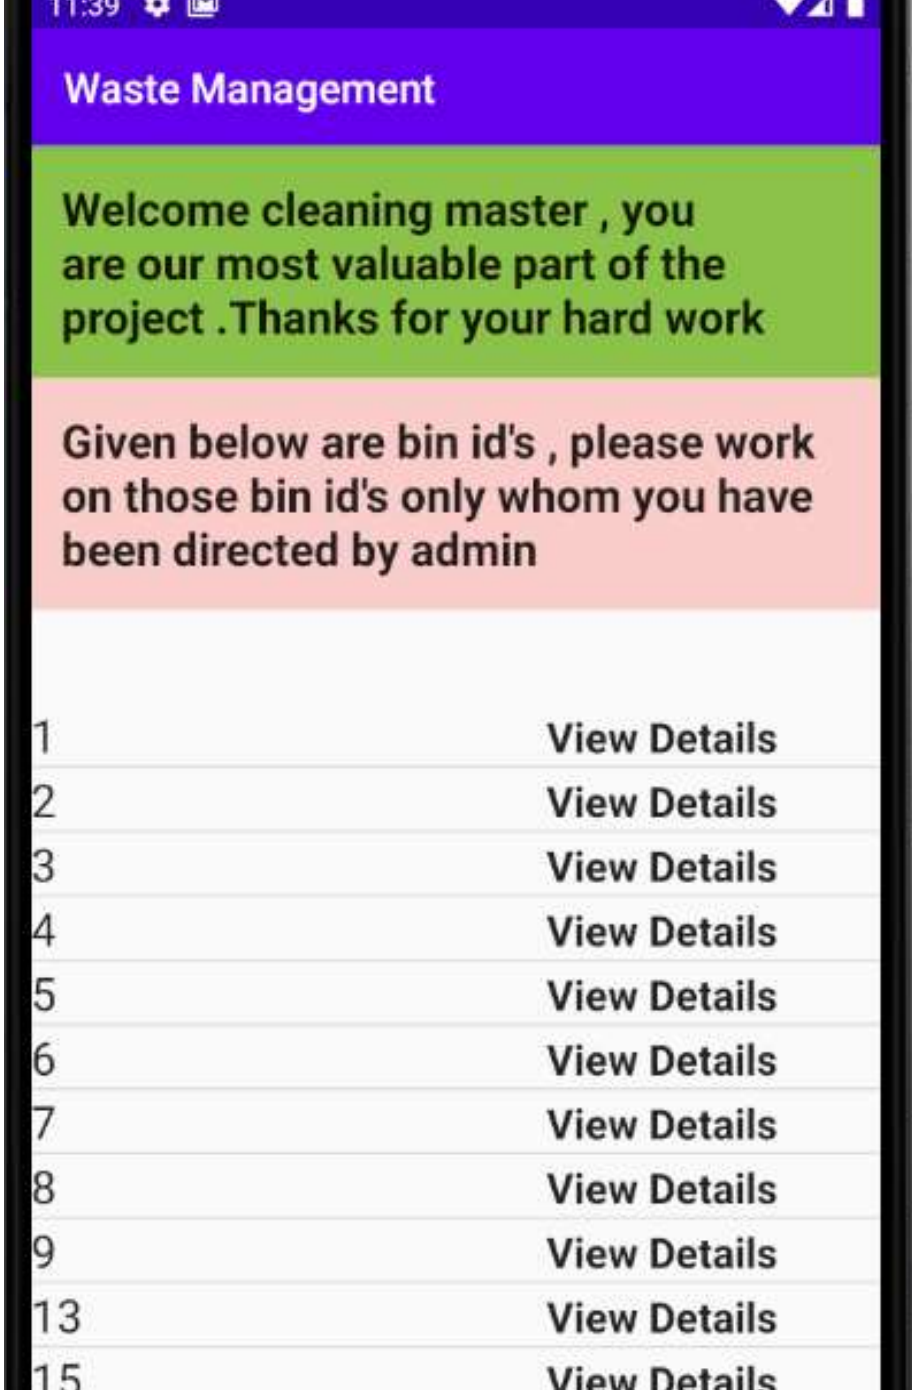 11:39
Waste Management
Welcome cleaning master , you
are our most valuable part of the
project .Thanks for your hard work
Given below are bin id's , please work
on those bin id's only whom you have
been directed by admin
1 View Details
2 View Details
3 View Details
4 View Details
5 View Details
6 View Details
7 View Details
8 View Details
9 View Details
13 View Details
15 View Details